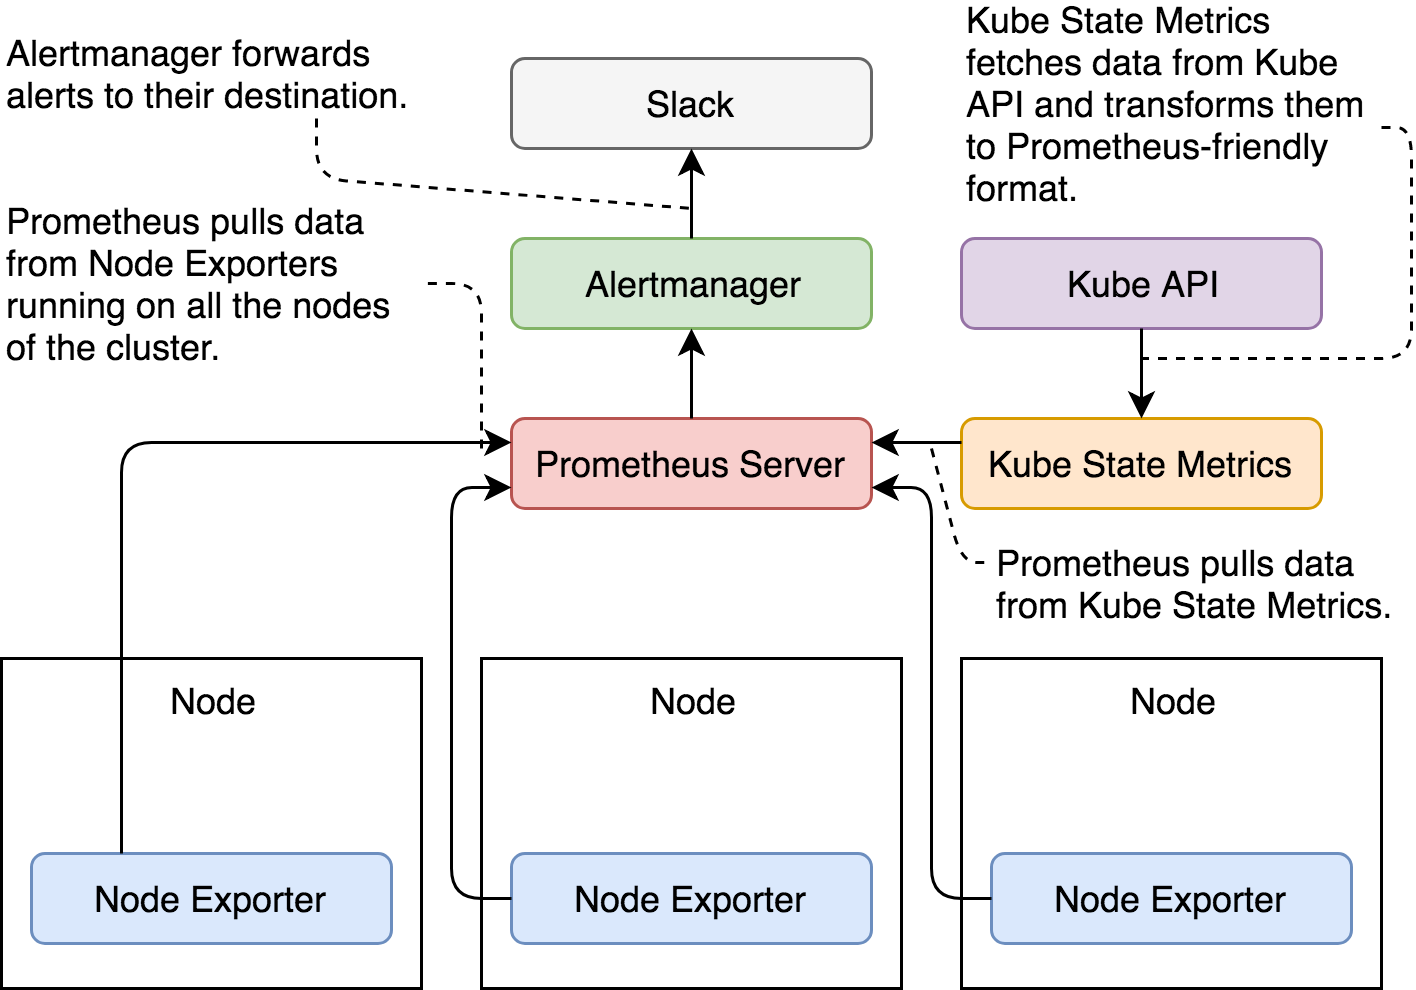 Alertmanager forwards
alerts to their destination.
Slack
Kube State Metrics
fetches data from Kube
API and transforms them
to Prometheus-friendly
format.
Prometheus pulls data
from Node Exporters
running on all the nodes
of the cluster.
Alertmanager
Kube API
Prometheus Server
Kube State Metrics
Prometheus pulls data
from Kube State Metrics.
Node
Node
Node
Node Exporter
Node Exporter
Node Exporter